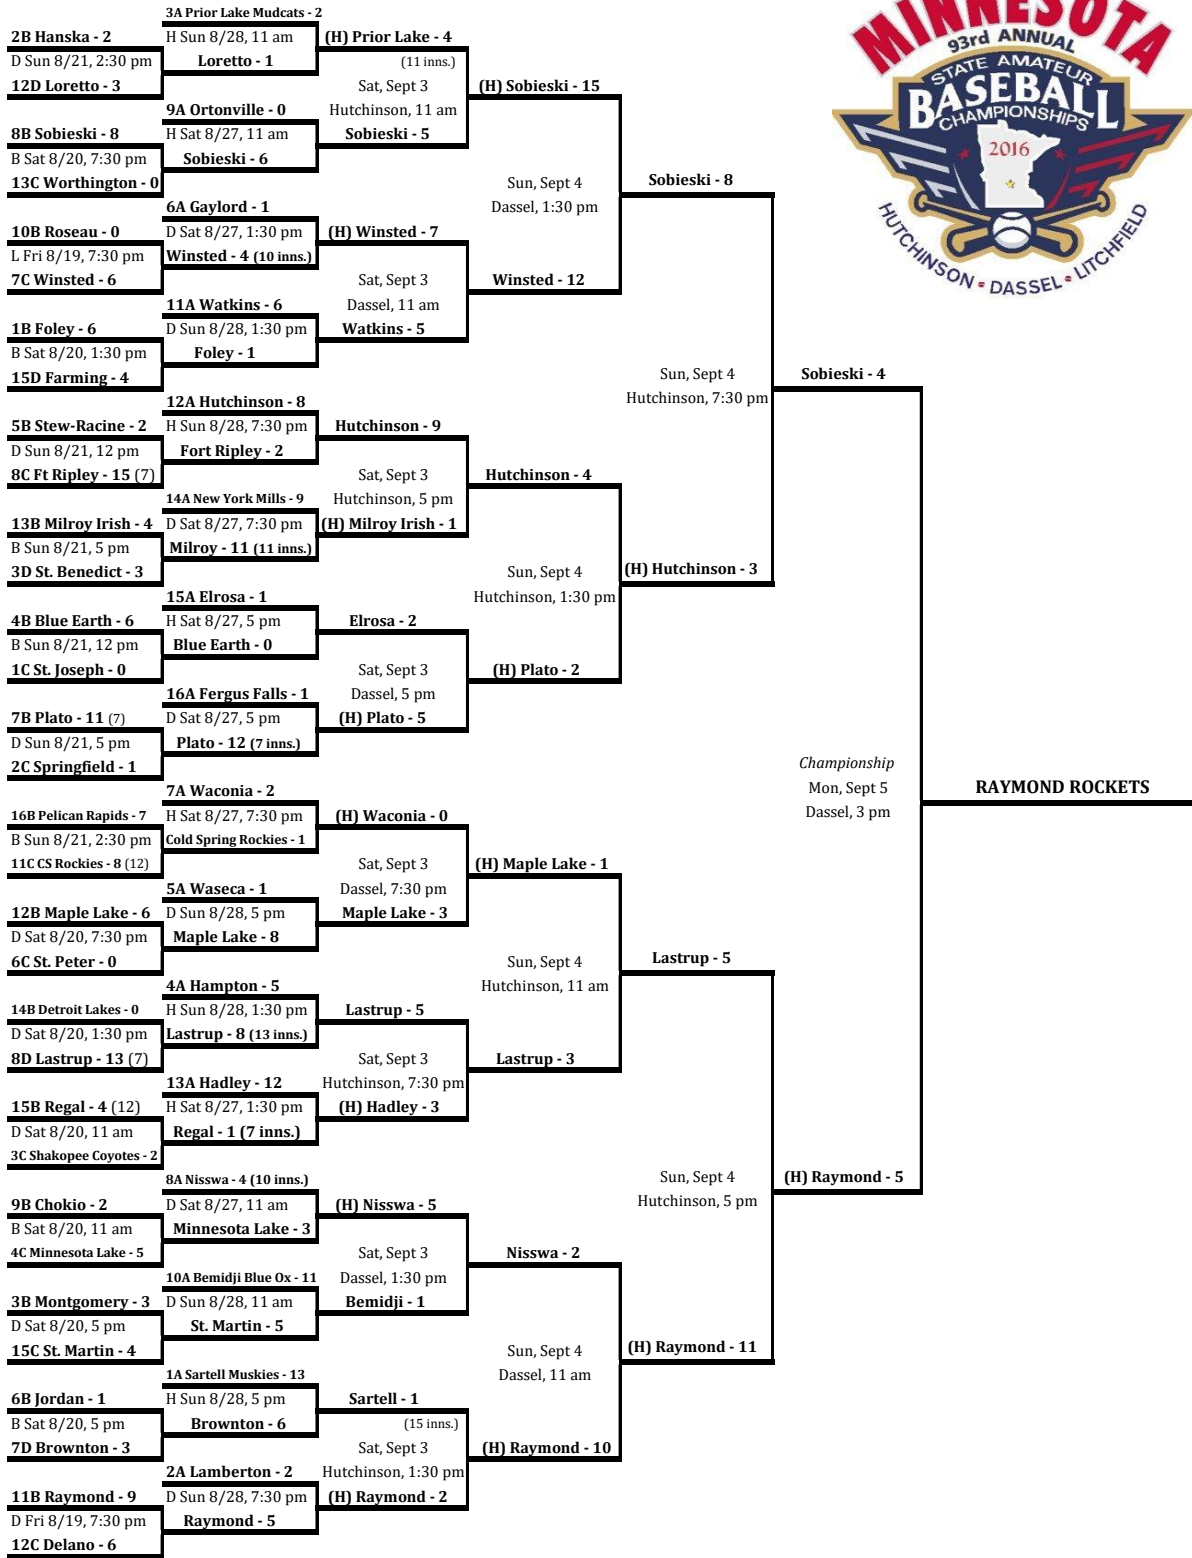 MINNESOTA
93rd ANNUAL
STATE AMATEUR
BASEBALL
CHAMPIONSHIPS
2016
HUTCHINSON • DASSEL • LITCHFIELD
2B Hanska - 2
D Sun 8/21, 2:30 pm
12D Loretto - 3
8B Sobieski - 8
B Sat 8/20, 7:30 pm
13C Worthington - 0
10B Roseau - 0
L Fri 8/19, 7:30 pm
7C Winsted - 6
1B Foley - 6
B Sat 8/20, 1:30 pm
15D Farming - 4
5B Stew-Racine - 2
D Sun 8/21, 12 pm
8C Ft Ripley - 15 (7)
13B Milroy Irish - 4
B Sun 8/21, 5 pm
3D St. Benedict - 3
4B Blue Earth - 6
B Sun 8/21, 12 pm
1C St. Joseph - 0
7B Plato - 11 (7)
D Sun 8/21, 5 pm
2C Springfield - 1
16B Pelican Rapids - 7
B Sun 8/21, 2:30 pm
11C CS Rockies - 8 (12)
12B Maple Lake - 6
D Sat 8/20, 7:30 pm
6C St. Peter - 0
14B Detroit Lakes - 0
D Sat 8/20, 1:30 pm
8D Lastrup - 13 (7)
15B Regal - 4 (12)
D Sat 8/20, 11 am
3C Shakopee Coyotes - 2
9B Chokio - 2
B Sat 8/20, 11 am
4C Minnesota Lake - 5
3B Montgomery - 3
D Sat 8/20, 5 pm
15C St. Martin - 4
6B Jordan - 1
B Sat 8/20, 5 pm
7D Brownton - 3
11B Raymond - 9
D Fri 8/19, 7:30 pm
12C Delano - 6
3A Prior Lake Mudcats - 2
H Sun 8/28, 11 am
Loretto - 1
9A Ortonville - 0
H Sat 8/27, 11 am
Sobieski - 6
6A Gaylord - 1
D Sat 8/27, 1:30 pm
Winsted - 4 (10 inns.)
11A Watkins - 6
D Sun 8/28, 1:30 pm
Foley - 1
12A Hutchinson - 8
H Sun 8/28, 7:30 pm
Fort Ripley - 2
14A New York Mills - 9
D Sat 8/27, 7:30 pm
Milroy - 11 (11 inns.)
15A Elrosa - 1
H Sat 8/27, 5 pm
Blue Earth - 0
16A Fergus Falls - 1
D Sat 8/27, 5 pm
Plato - 12 (7 inns.)
7A Waconia - 2
H Sat 8/27, 7:30 pm
Cold Spring Rockies - 1
5A Waseca - 1
D Sun 8/28, 5 pm
Maple Lake - 8
4A Hampton - 5
H Sun 8/28, 1:30 pm
Lastrup - 8 (13 inns.)
13A Hadley - 12
H Sat 8/27, 1:30 pm
Regal - 1 (7 inns.)
8A Nisswa - 4 (10 inns.)
D Sat 8/27, 11 am
Minnesota Lake - 3
10A Bemidji Blue Ox - 11
D Sun 8/28, 11 am
St. Martin - 5
1A Sartell Muskies - 13
H Sun 8/28, 5 pm
Brownton - 6
2A Lamberton - 2
D Sun 8/28, 7:30 pm
Raymond - 5
(H) Prior Lake - 4
(11 inns.)
Sat, Sept 3
Hutchinson, 11 am
Sobieski - 5
(H) Winsted - 7
Sat, Sept 3
Dassel, 11 am
Watkins - 5
Hutchinson - 9
Sat, Sept 3
Hutchinson, 5 pm
(H) Milroy Irish - 1
Elrosa - 2
Sat, Sept 3
Dassel, 5 pm
(H) Plato - 5
(H) Waconia - 0
Sat, Sept 3
Dassel, 7:30 pm
Maple Lake - 3
Lastrup - 5
Sat, Sept 3
Hutchinson, 7:30 pm
(H) Hadley - 3
(H) Nisswa - 5
Sat, Sept 3
Dassel, 1:30 pm
Bemidji - 1
Sartell - 1
(15 inns.)
Sat, Sept 3
Hutchinson, 1:30 pm
(H) Raymond - 2
(H) Sobieski - 15
Sun, Sept 4
Dassel, 1:30 pm
Winsted - 12
Hutchinson - 4
Sun, Sept 4
Hutchinson, 1:30 pm
(H) Plato - 2
(H) Maple Lake - 1
Sun, Sept 4
Hutchinson, 11 am
Lastrup - 3
Nisswa - 2
Sun, Sept 4
Dassel, 11 am
(H) Raymond - 10
Sobieski - 8
Sun, Sept 4
Hutchinson, 7:30 pm
(H) Hutchinson - 3
Lastrup - 5
Sun, Sept 4
Hutchinson, 5 pm
(H) Raymond - 11
Sobieski - 4
Championship
Mon, Sept 5
Dassel, 3 pm
(H) Raymond - 5
RAYMOND ROCKETS